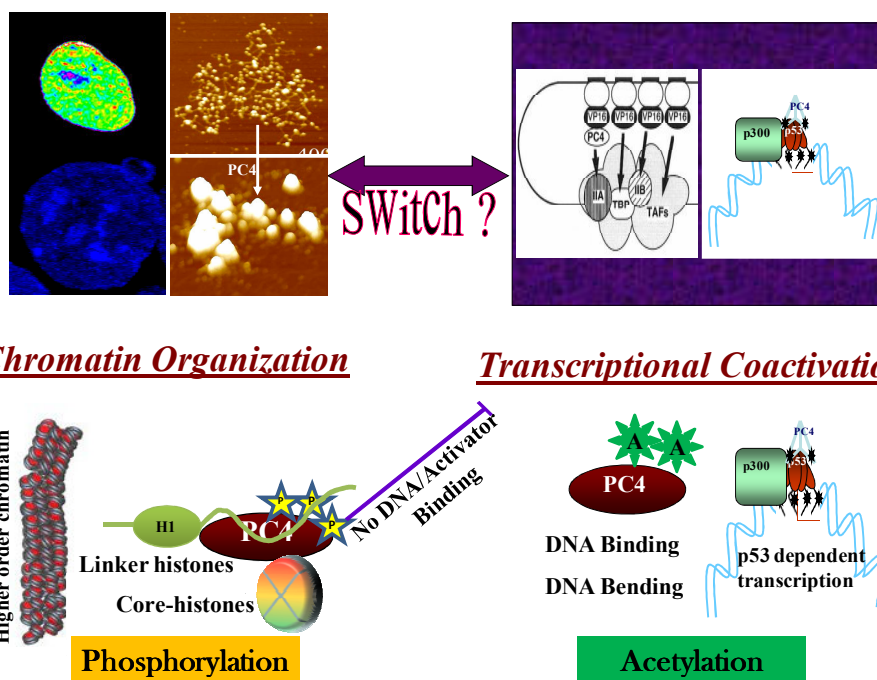 PC4
SWitCh ?
VP16 VP16 VP16 VP16
PC4
IIA
TBP
IIB
TAFs
PC4
p300
p53
Chromatin Organization
Transcriptional Coactivatio
Higher order chromatin
H1
PC4
P
P
P
Linker histones
Core-histones
No DNA/Activator
Binding
Phosphorylation
A
A
PC4
DNA Binding
DNA Bending
PC4
p300
p53
p53 dependent
transcription
Acetylation